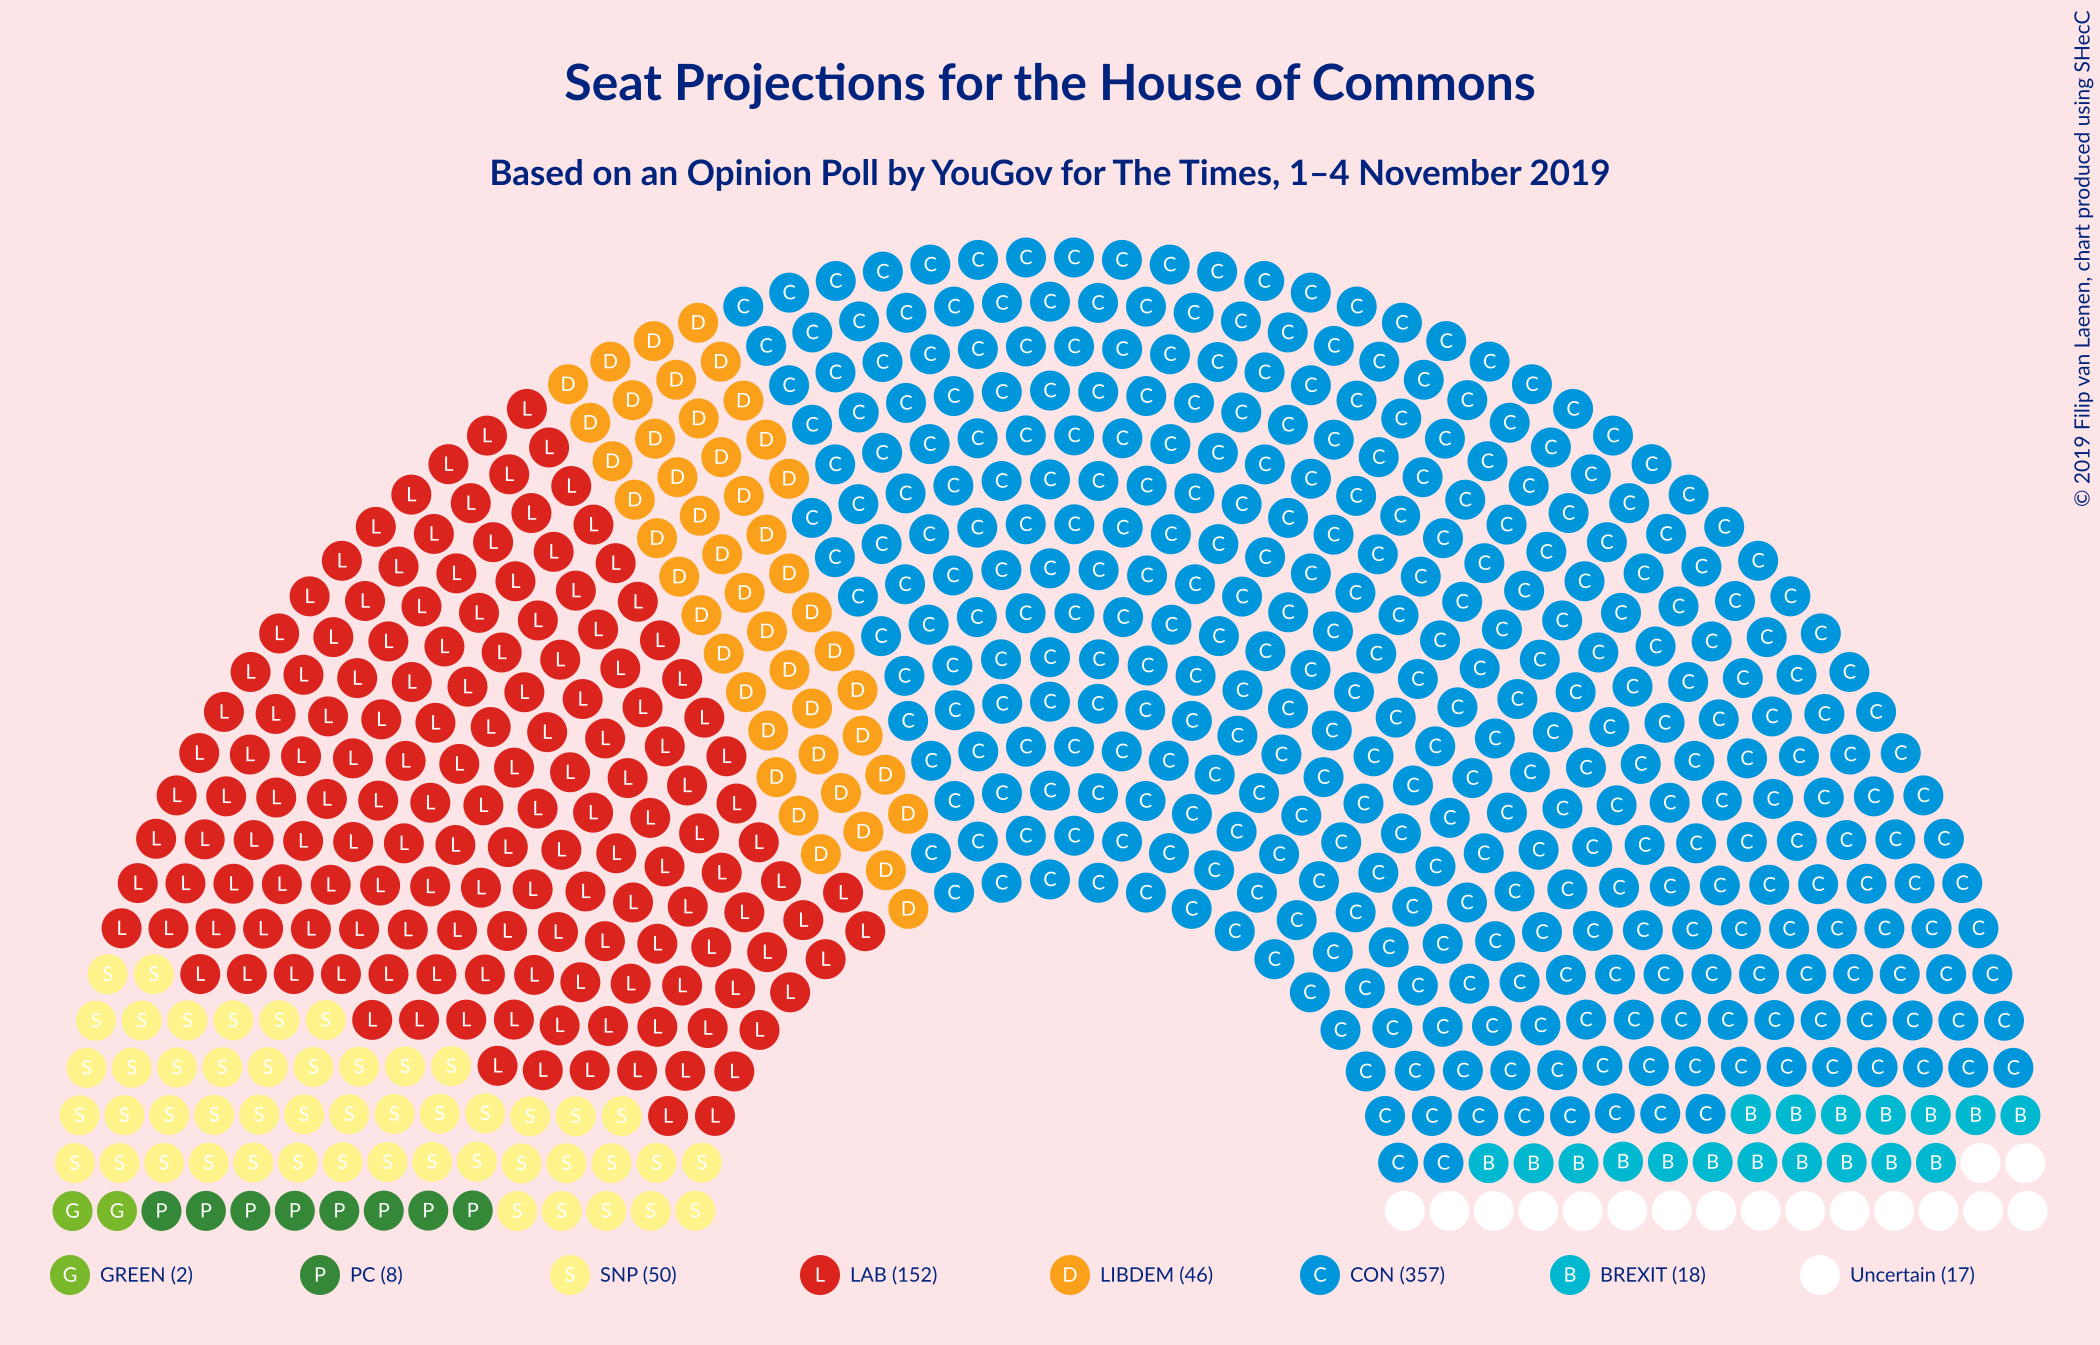 Seat Projections for the House of Commons
Based on an Opinion Poll by YouGov for The Times, 1–4 November 2019
© 2019 Filip van Laenen, chart produced using SHecC
G GREEN (2)
P PC (8)
S SNP (50)
L LAB (152)
D LIBDEM (46)
C CON (357)
B BREXIT (18)
Uncertain (17)